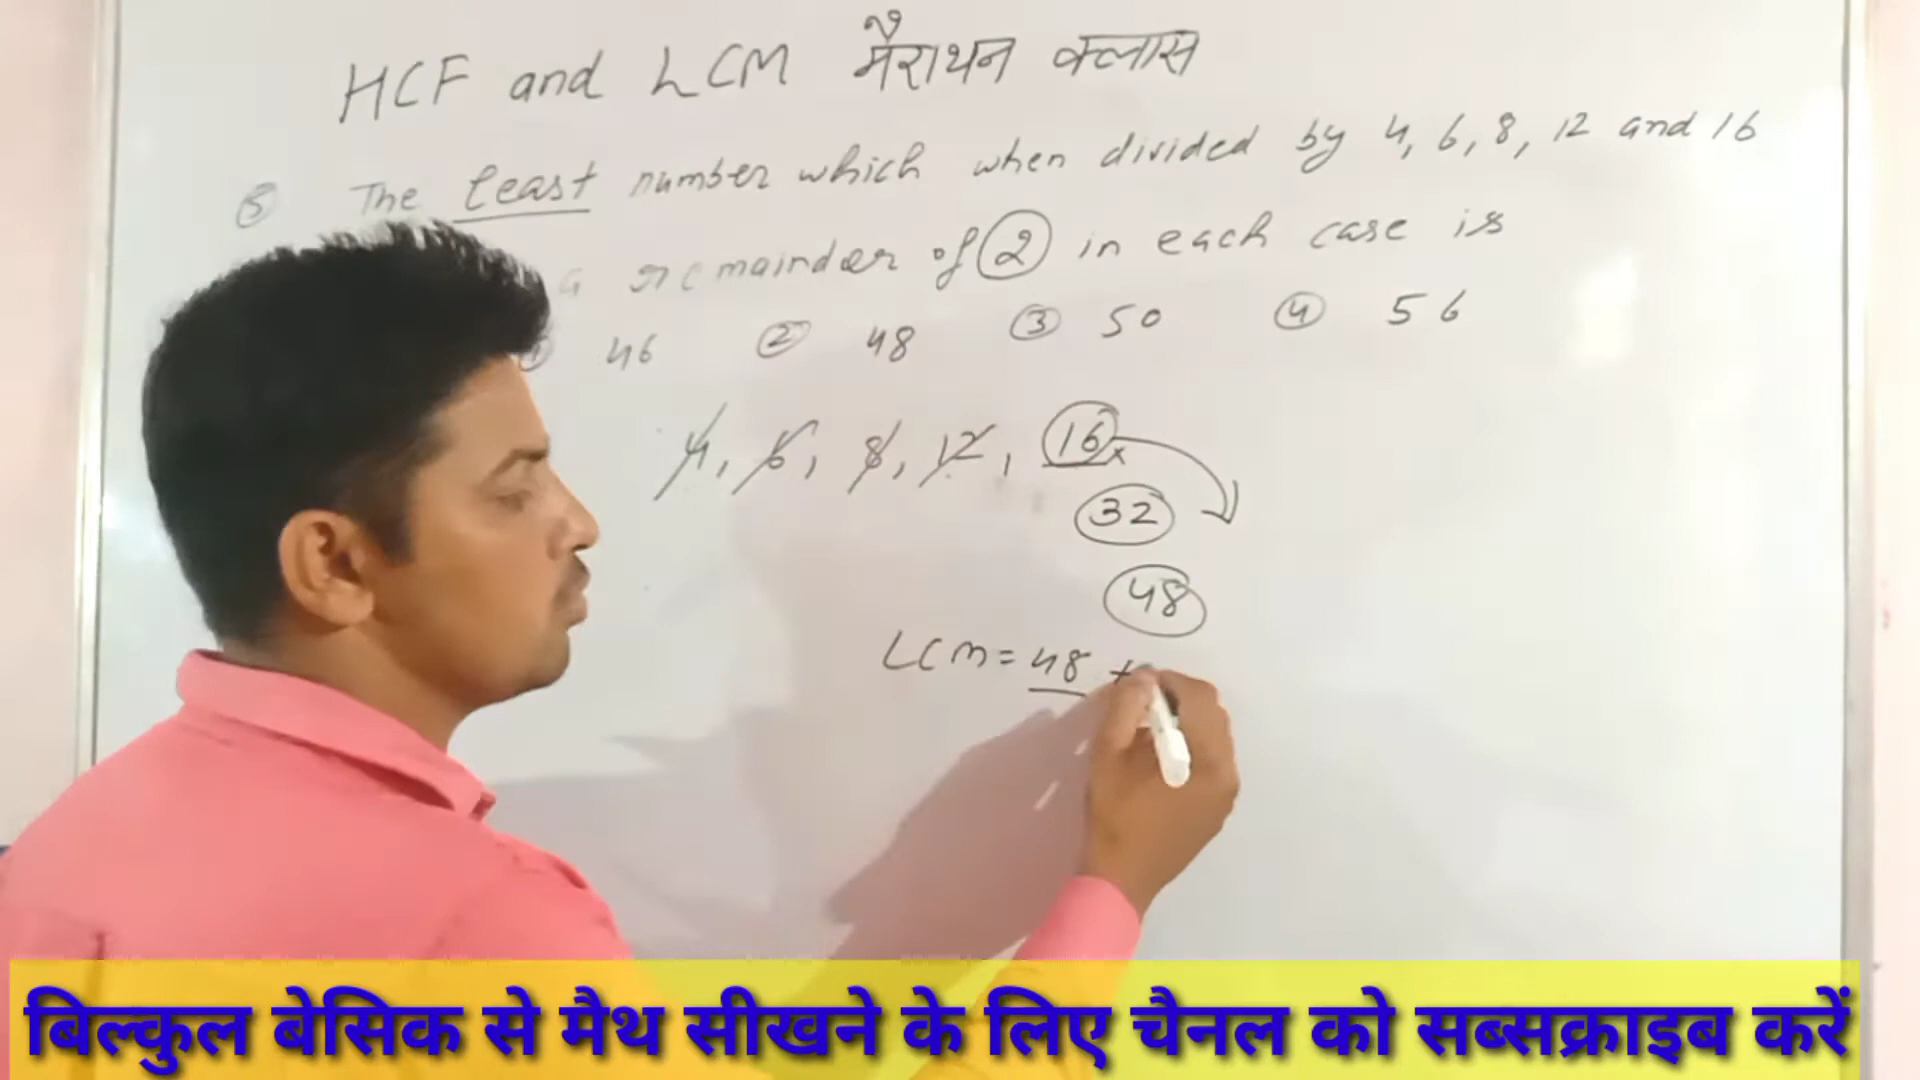 HCF and LCM मैराथन क्लास
5 The least number which when divided by 4, 6, 8, 12 and 16
a remainder of 2 in each case is
1 46 2 48 3 50 4 56
4, 6, 8, 12, 16
32
48
LCM = 48 +
बिल्कुल बेसिक से मैथ सीखने के लिए चैनल को सब्सक्राइब करें